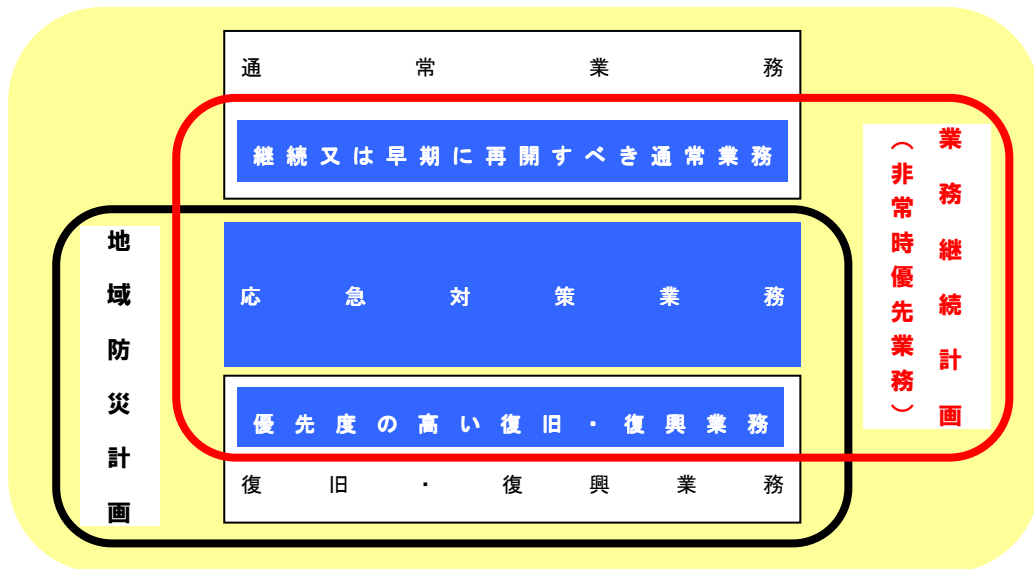 通常業務
継続又は早期に再開すべき通常業務
応急対策業務
優先度の高い復旧・復興業務
復旧・復興業務
地域防災計画
業務継続計画
（非常時優先業務）